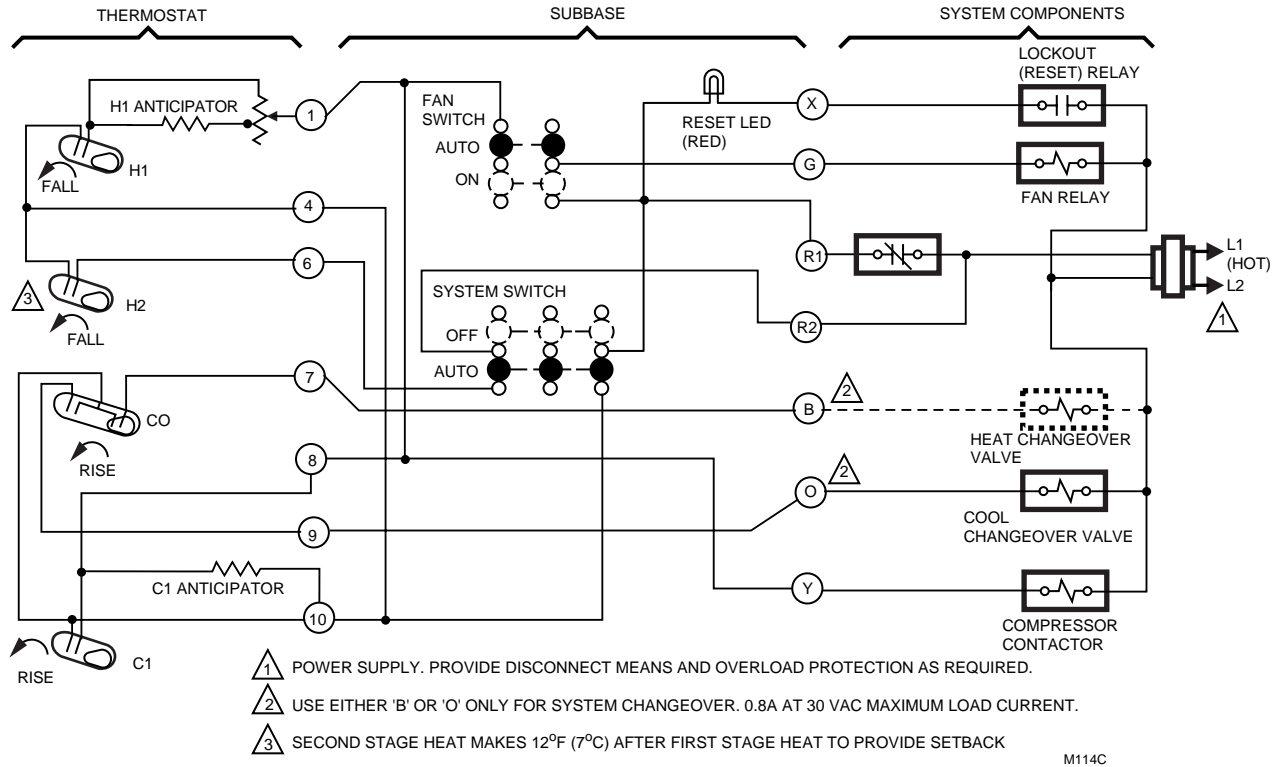 THERMOSTAT
SUBBASE
SYSTEM COMPONENTS
LOCKOUT
(RESET) RELAY
H1 ANTICIPATOR
1
FAN
SWITCH
AUTO
ON
RESET LED
(RED)
X
H1
FALL
G
FAN RELAY
4
R1
L1
(HOT)
L2
1
6
3
H2
FALL
SYSTEM SWITCH
OFF
AUTO
R2
7
CO
RISE
B
2
HEAT CHANGEOVER
VALVE
8
O
2
COOL
CHANGEOVER VALVE
9
C1 ANTICIPATOR
10
Y
COMPRESSOR
CONTACTOR
C1
RISE
1 POWER SUPPLY. PROVIDE DISCONNECT MEANS AND OVERLOAD PROTECTION AS REQUIRED.
2 USE EITHER 'B' OR 'O' ONLY FOR SYSTEM CHANGEOVER. 0.8A AT 30 VAC MAXIMUM LOAD CURRENT.
3 SECOND STAGE HEAT MAKES 12°F (7°C) AFTER FIRST STAGE HEAT TO PROVIDE SETBACK
M114C